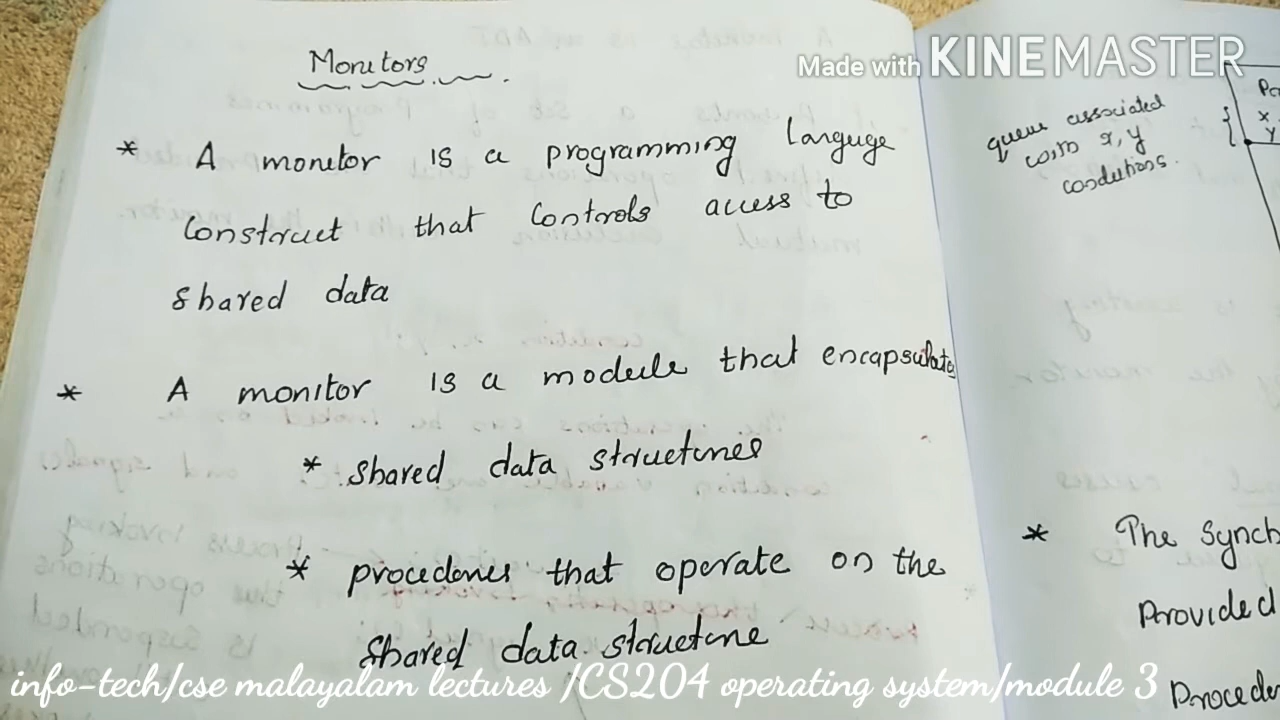 Monitors
Made with KINEMASTER
* A monitor is a programming languge
construct that controls access to
shared data
* A monitor is a module that encapsulates
* shared data structures
* procedures that operate on the
shared data structure
queue associated
with x, y
conditions.
x
y
* The Synch
Provided
Proced
info-tech/cse malayalam lectures /CS204 operating system/module 3